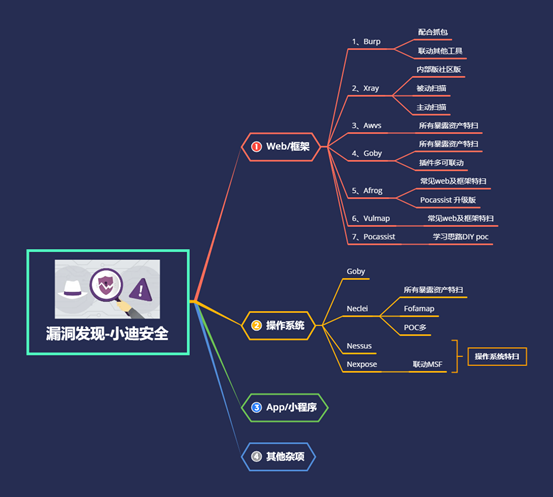 漏洞发现-小迪安全
① Web/框架
1、Burp
配合抓包
联动其他工具
2、Xray
内部版社区版
被动扫描
主动扫描
3、Awvs
所有暴露资产特扫
4、Goby
所有暴露资产特扫
插件多可联动
5、Afrog
常见web及框架特扫
Pocassist 升级版
6、Vulmap
常见web及框架特扫
7、Pocassist
学习思路DIY poc
② 操作系统
Goby
Neclei
所有暴露资产特扫
Fofamap
POC多
Nessus
Nexpose
联动MSF
操作系统特扫
③ App/小程序
④ 其他杂项